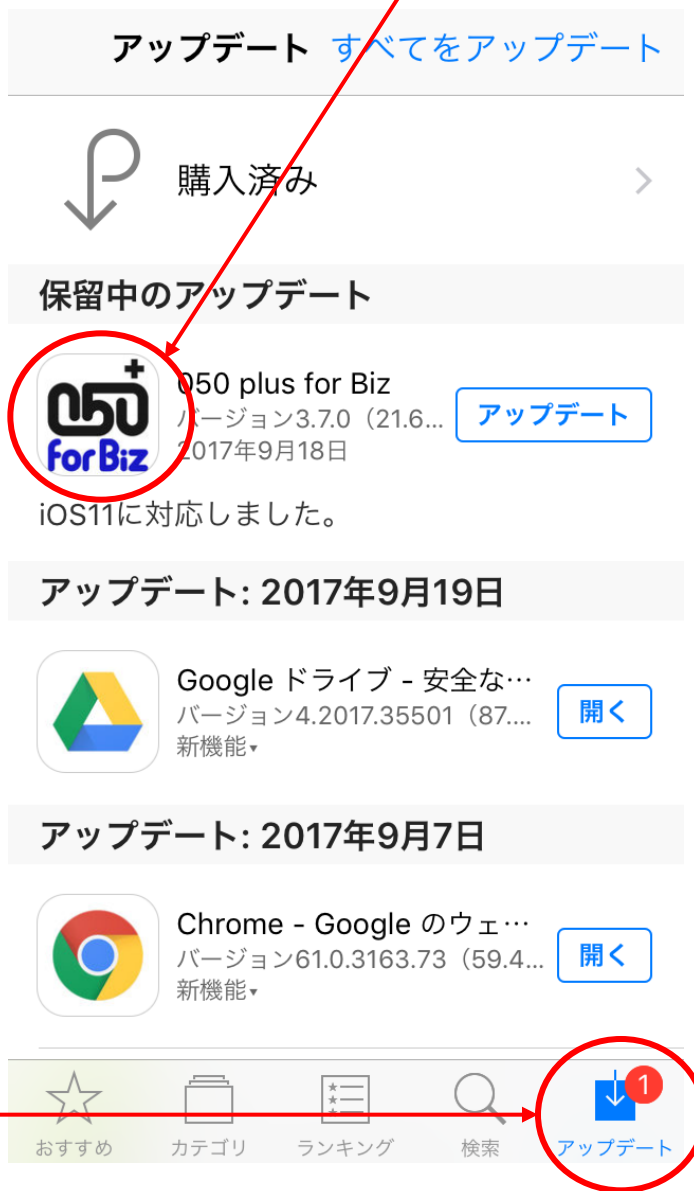 アップデート すべてをアップデート
購入済み
保留中のアップデート
050 plus for Biz
バージョン3.7.0（21.6...
2017年9月18日
アップデート
050+
for Biz
iOS11に対応しました。
アップデート: 2017年9月19日
Google ドライブ - 安全な…
バージョン4.2017.35501（87....
新機能▾
開く
アップデート: 2017年9月7日
Chrome - Google のウェ…
バージョン61.0.3163.73（59.4...
新機能▾
開く
1
おすすめ カテゴリ ランキング 検索 アップデート